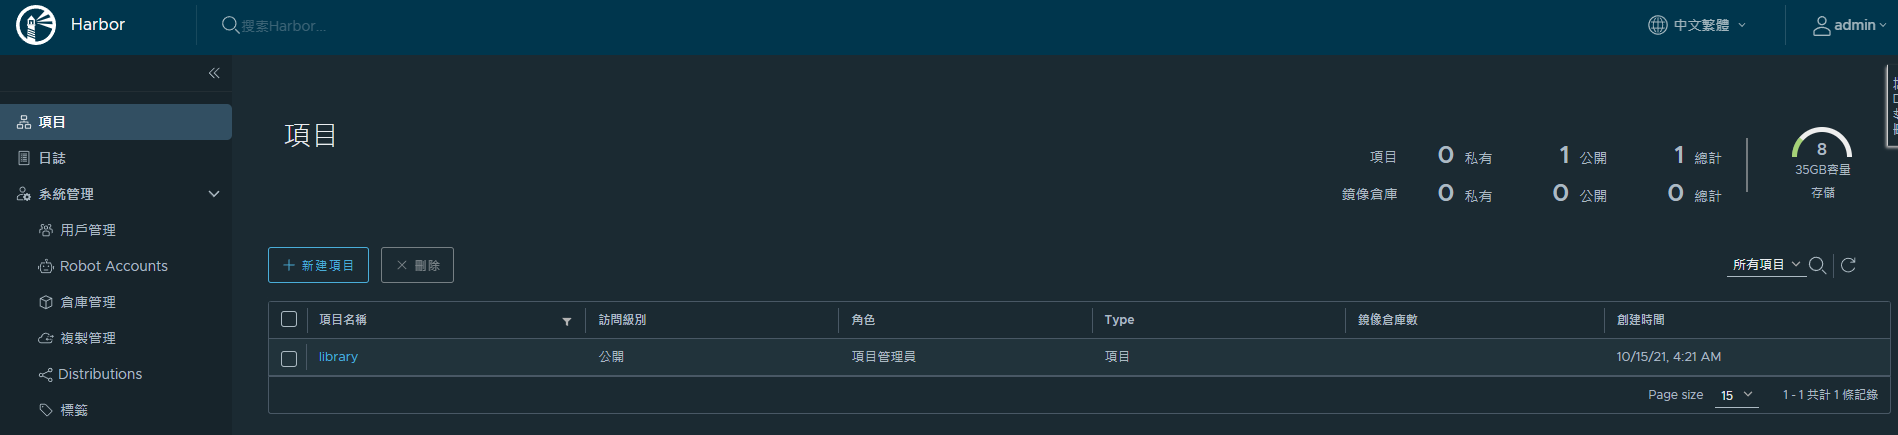 Harbor
搜索Harbor...
中文繁體
admin
項目
日誌
系統管理
用戶管理
Robot Accounts
倉庫管理
複製管理
Distributions
標籤
項目
項目 0 私有 1 公開 1 總計
鏡像倉庫 0 私有 0 公開 0 總計
8
35GB容量
存儲
新建項目
刪除
所有項目
項目名稱 訪問級別 角色 Type 鏡像倉庫數 創建時間
library 公開 項目管理員 項目 10/15/21, 4:21 AM
Page size 15 1 - 1 共計 1 條記錄